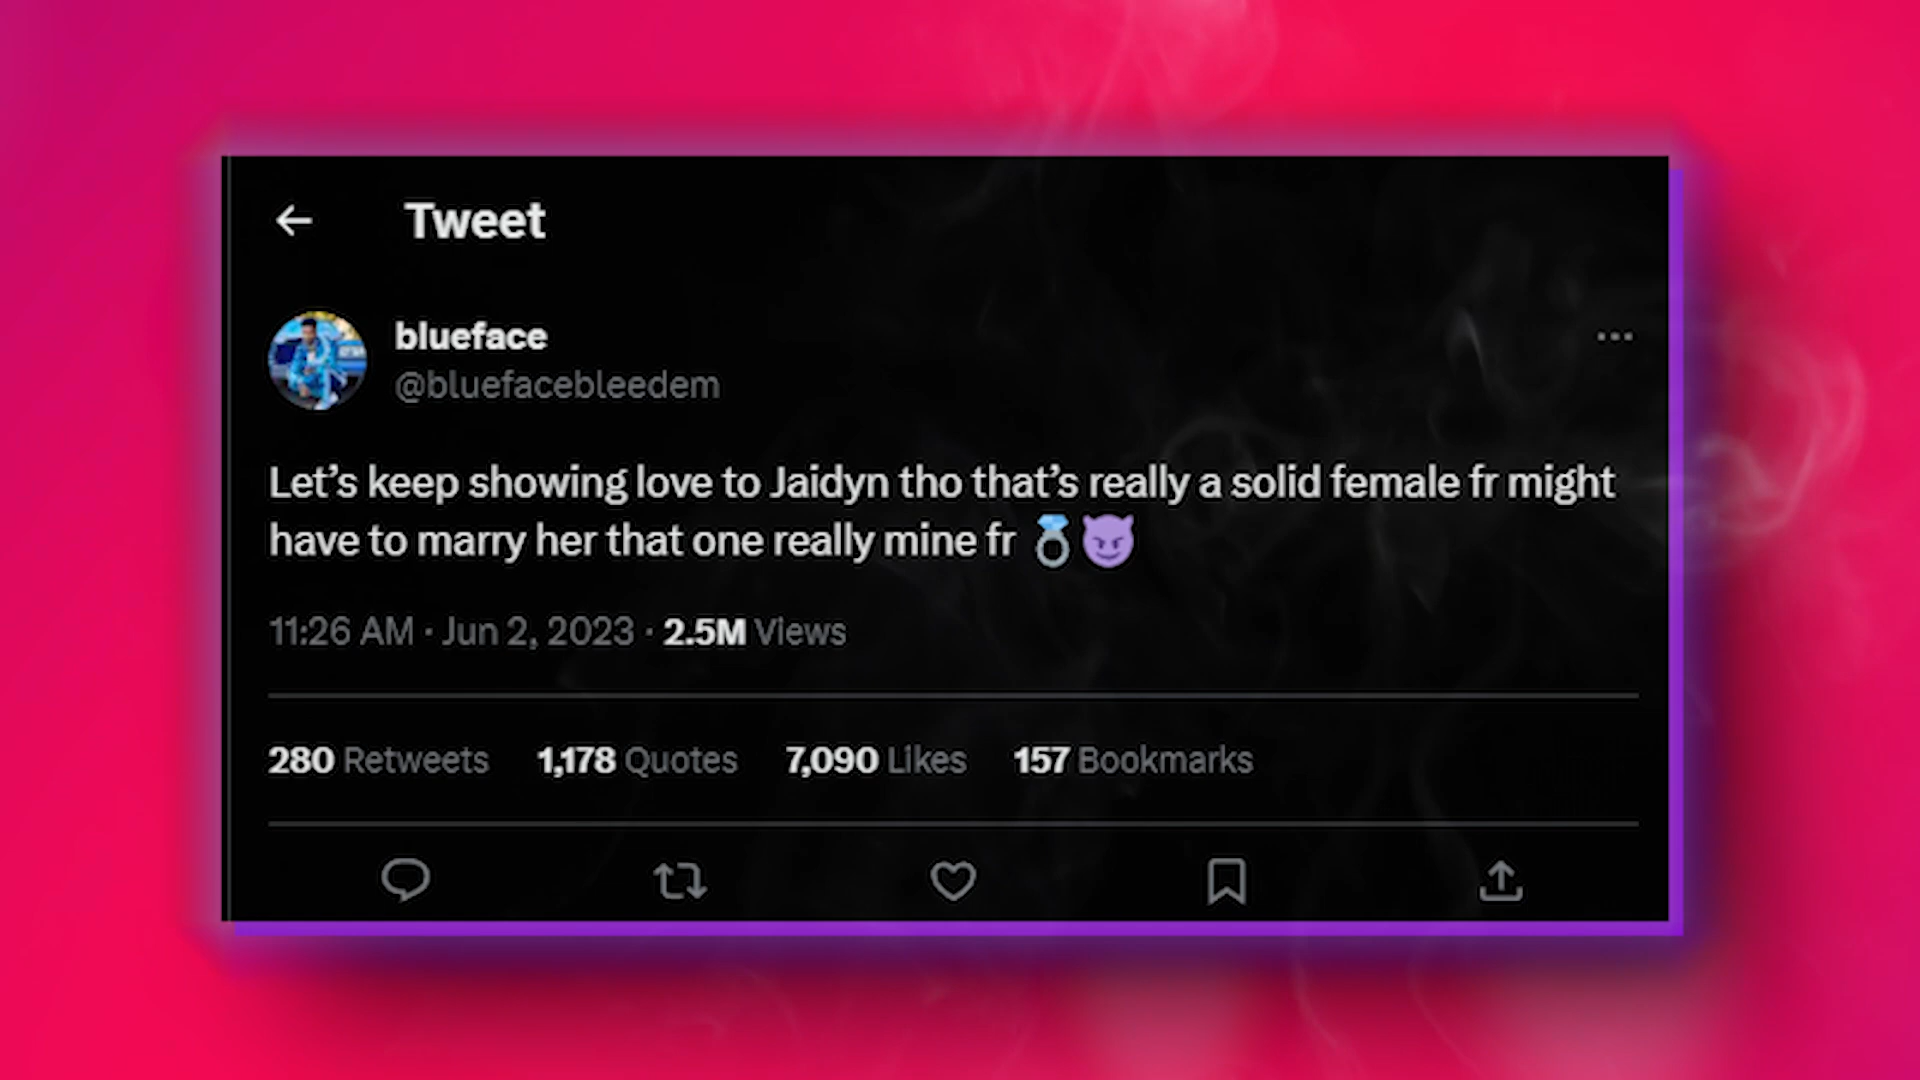 Tweet
blueface
@bluefacebleedem
Let’s keep showing love to Jaidyn tho that’s really a solid female fr might
have to marry her that one really mine fr 💍😈
11:26 AM · Jun 2, 2023 · 2.5M Views
280 Retweets 1,178 Quotes 7,090 Likes 157 Bookmarks